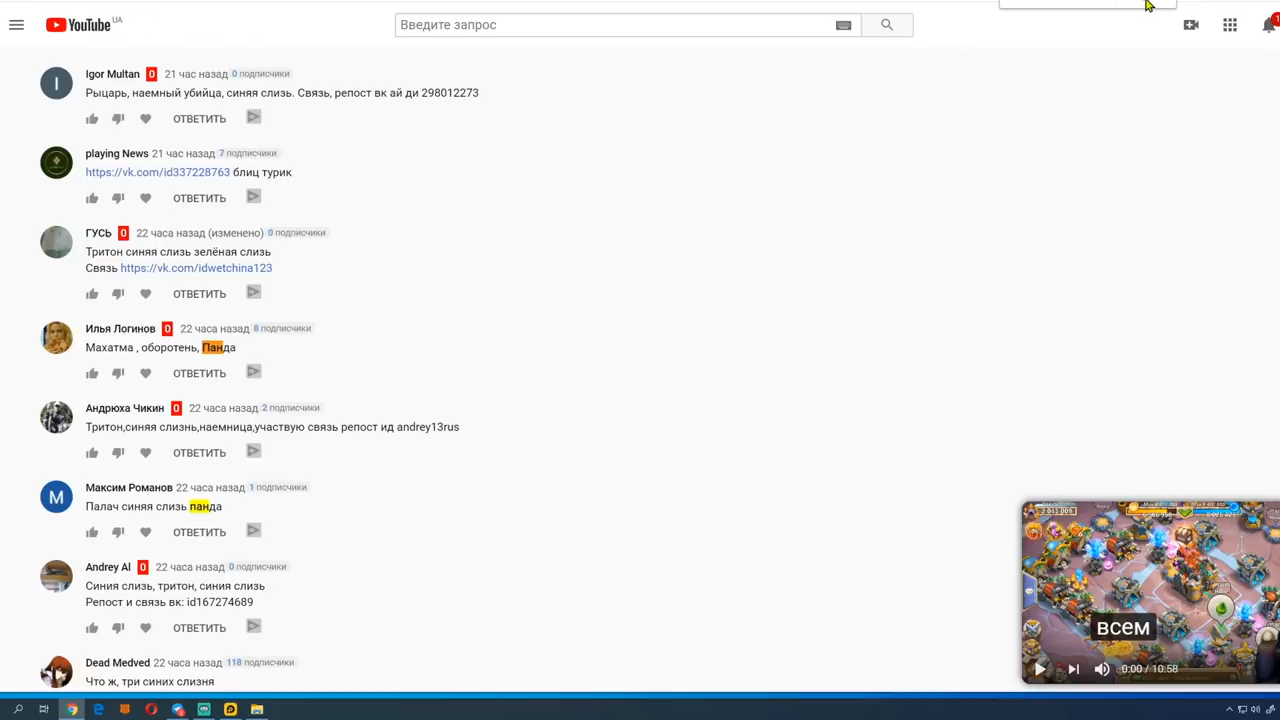 YouTube UA
Введите запрос
1
Igor Multan 0 21 час назад 0 подписчики
Рыцарь, наемный убийца, синяя слизь. Связь, репост вк ай ди 298012273
ОТВЕТИТЬ
playing News 21 час назад 7 подписчики
https://vk.com/id337228763 блиц турик
ОТВЕТИТЬ
ГУСЬ 0 22 часа назад (изменено) 0 подписчики
Тритон синяя слизь зелёная слизь
Связь https://vk.com/idwetchina123
ОТВЕТИТЬ
Илья Логинов 0 22 часа назад 8 подписчики
Махатма , оборотень, Панда
ОТВЕТИТЬ
Андрюха Чикин 0 22 часа назад 2 подписчики
Тритон,синяя слизнь,наемница,участвую связь репост ид andrey13rus
ОТВЕТИТЬ
М
Максим Романов 22 часа назад 1 подписчики
Палач синяя слизь панда
ОТВЕТИТЬ
Andrey Al 0 22 часа назад 0 подписчики
Синия слизь, тритон, синия слизь
Репост и связь вк: id167274689
ОТВЕТИТЬ
Dead Medved 22 часа назад 118 подписчики
Что ж, три синих слизня
всем
0:00 / 10:58